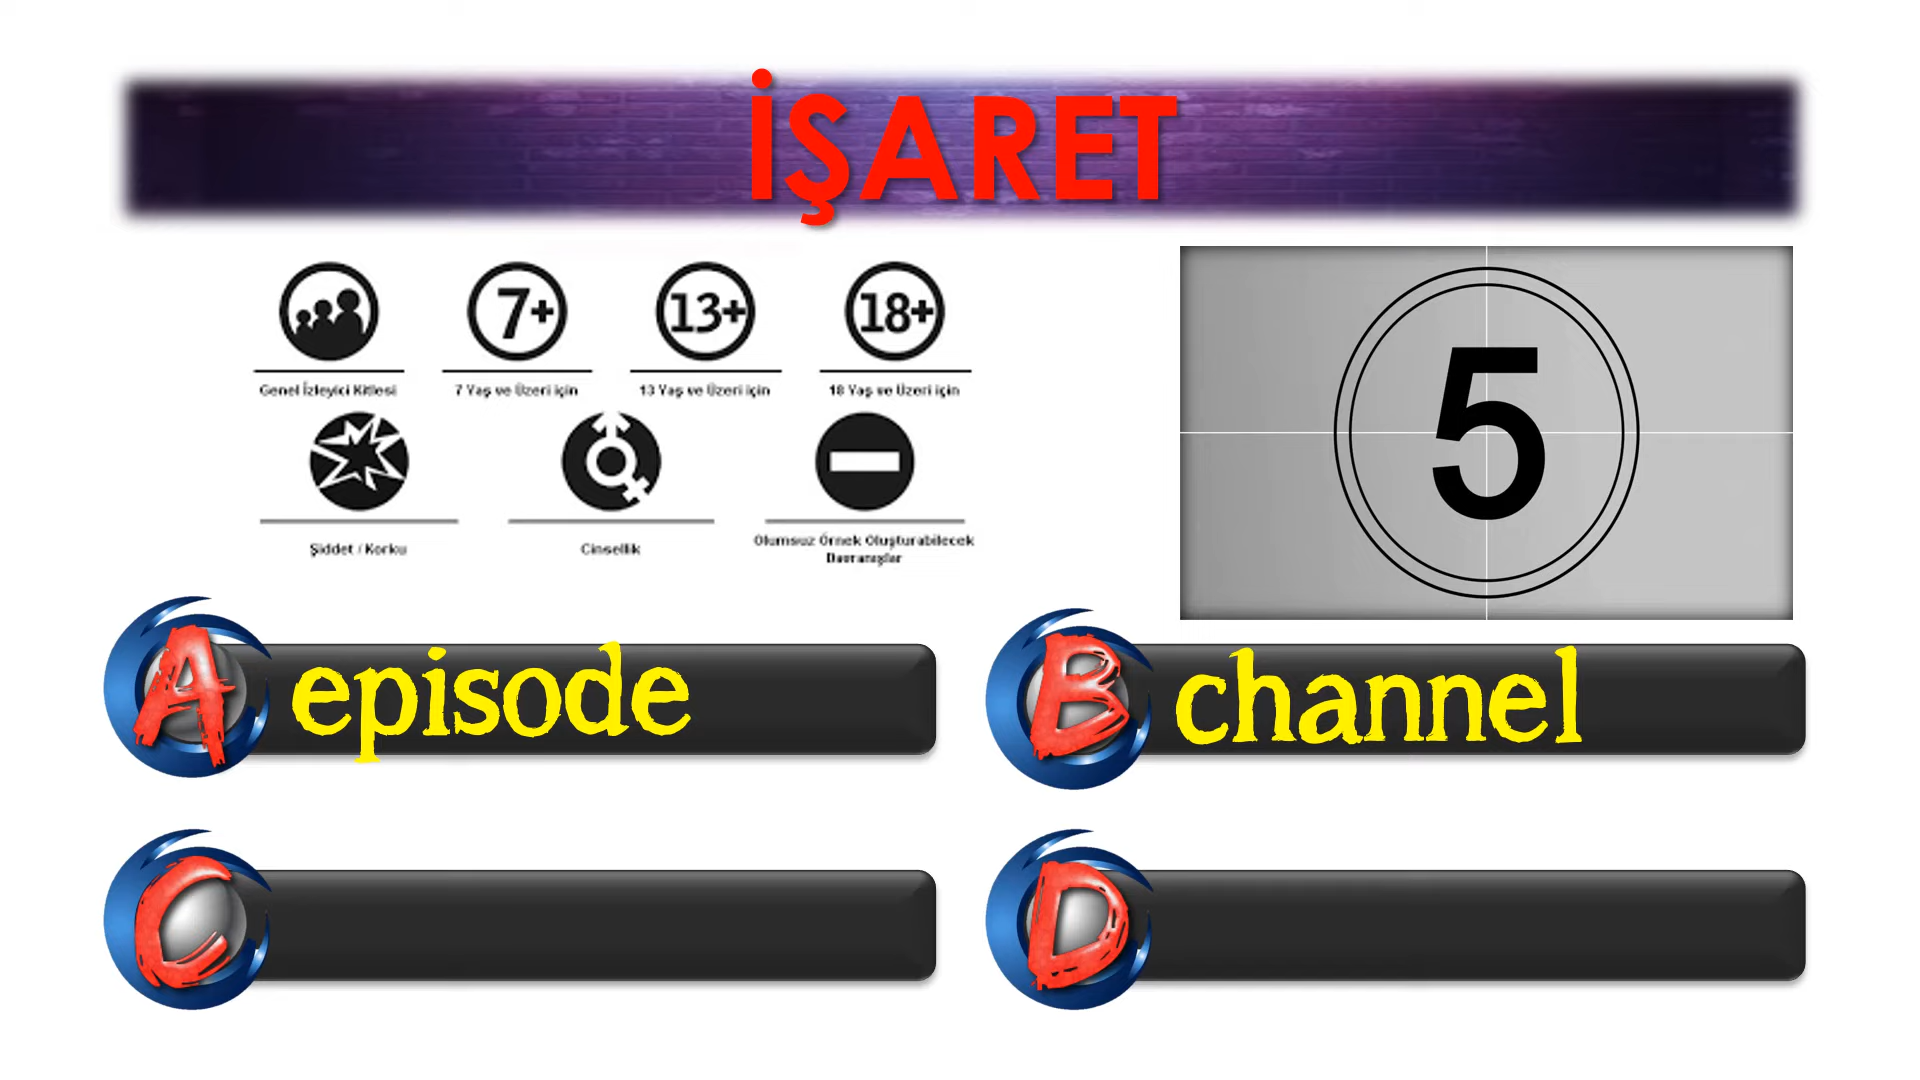 İŞARET
7+ 13+ 18+
Genel İzleyici Kitlesi 7 Yaş ve Üzeri için 13 Yaş ve Üzeri için 18 Yaş ve Üzeri için
Şiddet / Korku Cinsellik Olumsuz Örnek Oluşturabilecek
Davranışlar
5
A episode
B channel
C
D